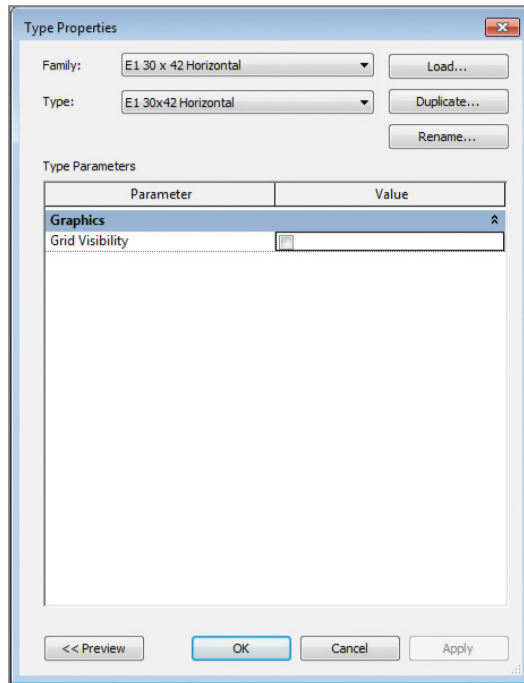 Type Properties
Family: E1 30 x 42 Horizontal Load...
Type: E1 30x42 Horizontal Duplicate...
Rename...
Type Parameters
Parameter Value
Graphics
Grid Visibility
<< Preview OK Cancel Apply